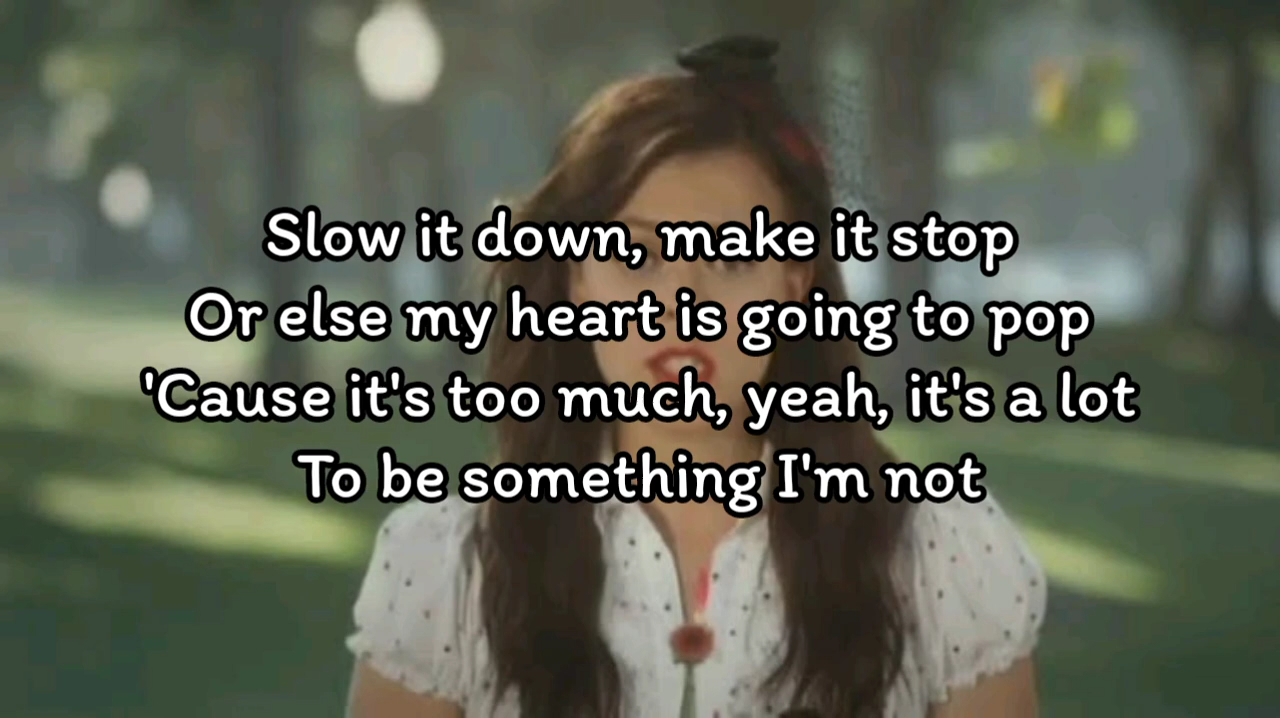 Slow it down, make it stop
Or else my heart is going to pop
'Cause it's too much, yeah, it's a lot
To be something I'm not